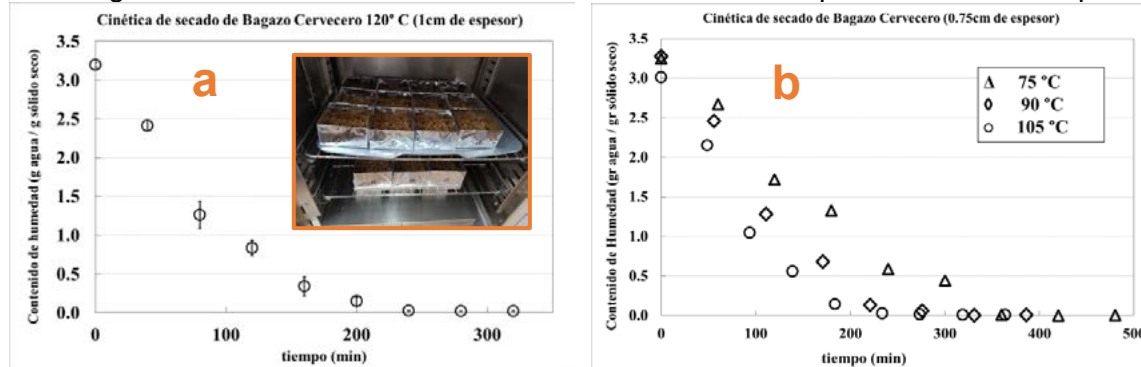 Cinética de secado de Bagazo Cervecero 120° C (1cm de espesor)
Contenido de humedad (g agua / g sólido seco)
3.5
3.0
2.5
2.0
1.5
1.0
0.5
0.0
a
0
100
200
300
tiempo (min)
Cinética de secado de Bagazo Cervecero (0.75cm de espesor)
Contenido de Humedad (gr agua / gr sólido seco)
3.5
3.0
2.5
2.0
1.5
1.0
0.5
0.0
b
75 °C
90 °C
105 °C
0
100
200
300
400
500
tiempo (min)